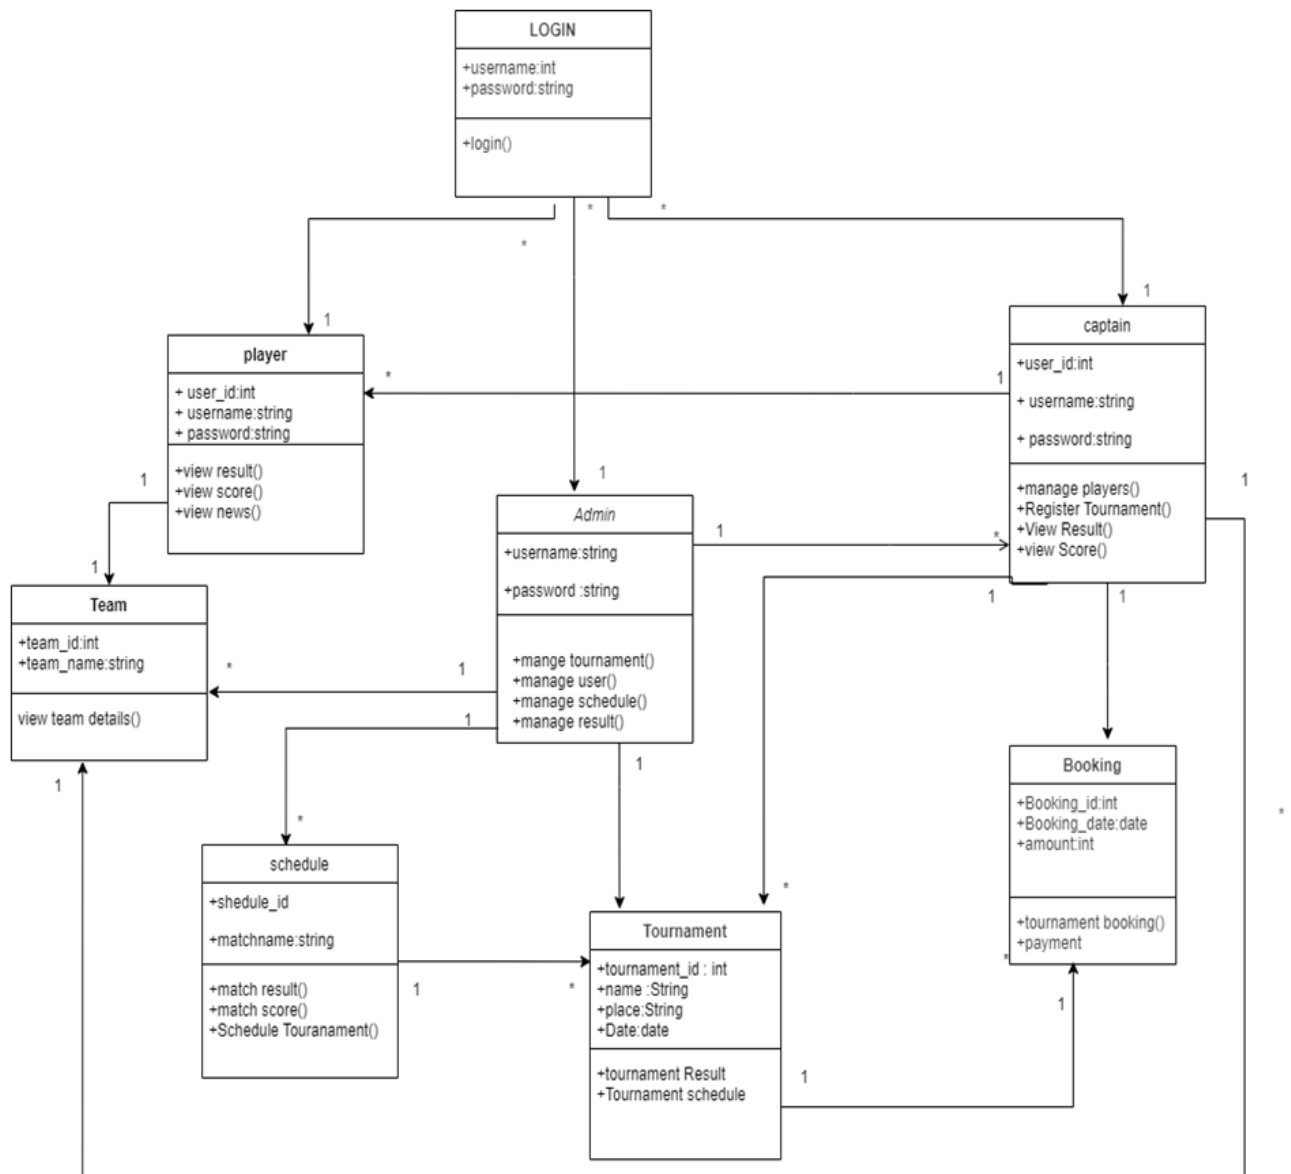 LOGIN
+username:int
+password:string
+login()
*
*
*
1
1
player
+ user_id:int
+ username:string
+ password:string
+view result()
+view score()
+view news()
captain
+user_id:int
+ username:string
+ password:string
+manage players()
+Register Tournament()
+View Result()
+view Score()
*
1
1
1
1
1
Admin
+username:string
+password :string
+mange tournament()
+manage user()
+manage schedule()
+manage result()
1
*
1
1
Team
+team_id:int
+team_name:string
view team details()
*
1
1
1
1
Booking
+Booking_id:int
+Booking_date:date
+amount:int
+tournament booking()
+payment
*
*
schedule
+shedule_id
+matchname:string
+match result()
+match score()
+Schedule Touranament()
*
Tournament
+tournament_id : int
+name :String
+place:String
+Date:date
+tournament Result
+Tournament schedule
1
*
*
1
1